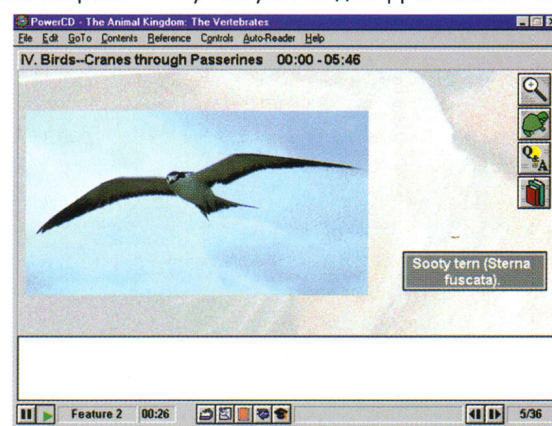 PowerCD - The Animal Kingdom: The Vertebrates
File Edit GoTo Contents Reference Controls Auto-Reader Help
IV. Birds--Cranes through Passerines 00:00 - 05:46
Q
A
Sooty tern (Sterna
fuscata).
Feature 2 00:26 5/36